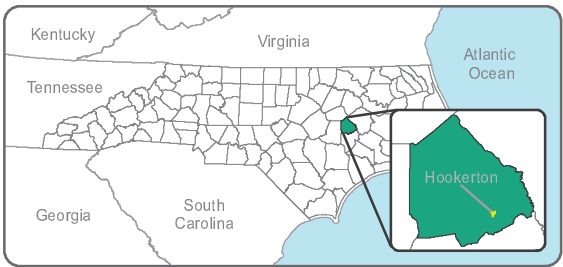 Kentucky
Virginia
Atlantic
Ocean
Tennessee
Hookerton
Georgia
South
Carolina